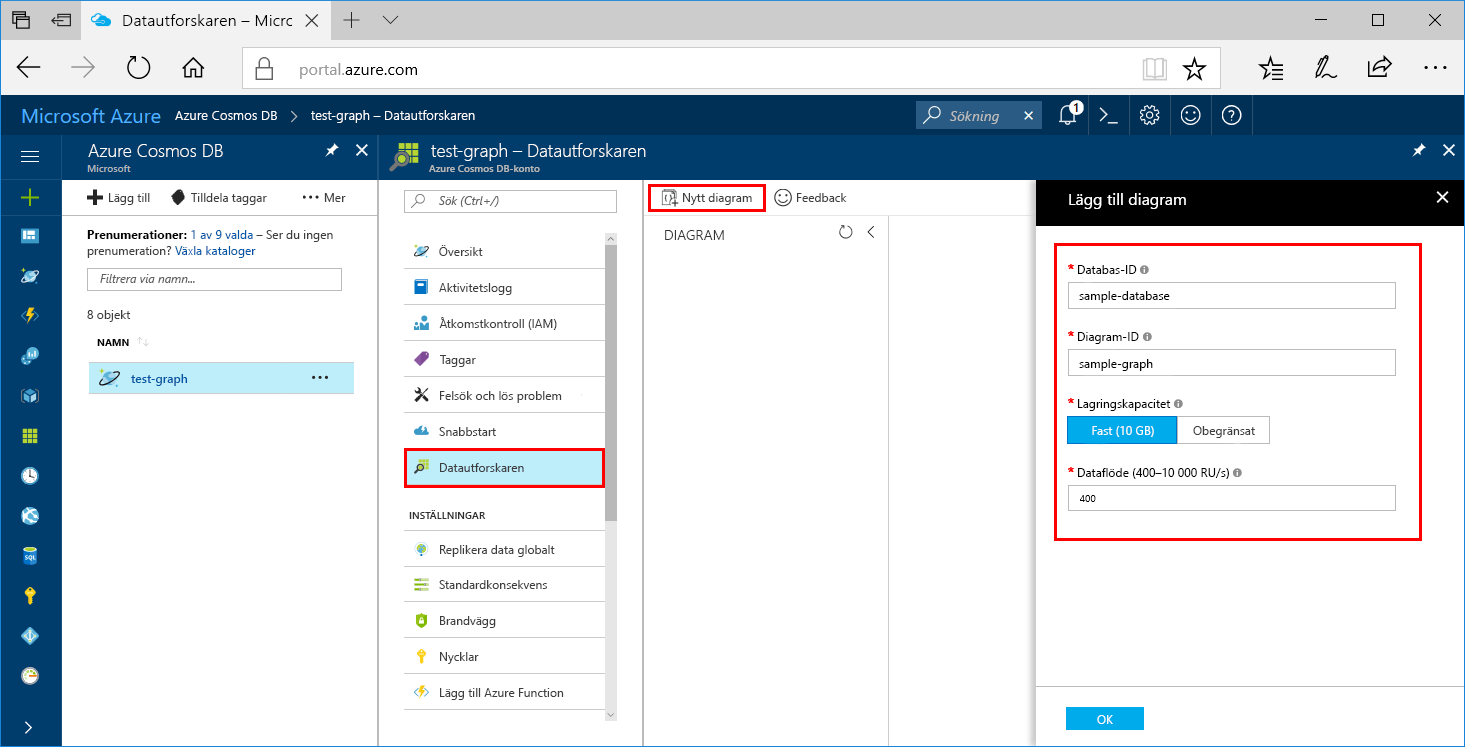 Datautforskaren – Micr
portal.azure.com
Microsoft Azure
Azure Cosmos DB
test-graph – Datautforskaren
Sökning
1
Azure Cosmos DB
Microsoft
Lägg till
Tilldela taggar
Mer
Prenumerationer: 1 av 9 valda – Ser du ingen
prenumeration? Växla kataloger
Filtrera via namn...
8 objekt
NAMN
test-graph
test-graph – Datautforskaren
Azure Cosmos DB-konto
Sök (Ctrl+/)
Översikt
Aktivitetslogg
Åtkomstkontroll (IAM)
Taggar
Felsök och lös problem
Snabbstart
Datautforskaren
INSTÄLLNINGAR
Replikera data globalt
Standardkonsekvens
Brandvägg
Nycklar
Lägg till Azure Function
Nytt diagram
Feedback
DIAGRAM
Lägg till diagram
* Databas-ID
sample-database
* Diagram-ID
sample-graph
* Lagringskapacitet
Fast (10 GB)
Obegränsat
* Dataflöde (400–10 000 RU/s)
400
OK
SQL